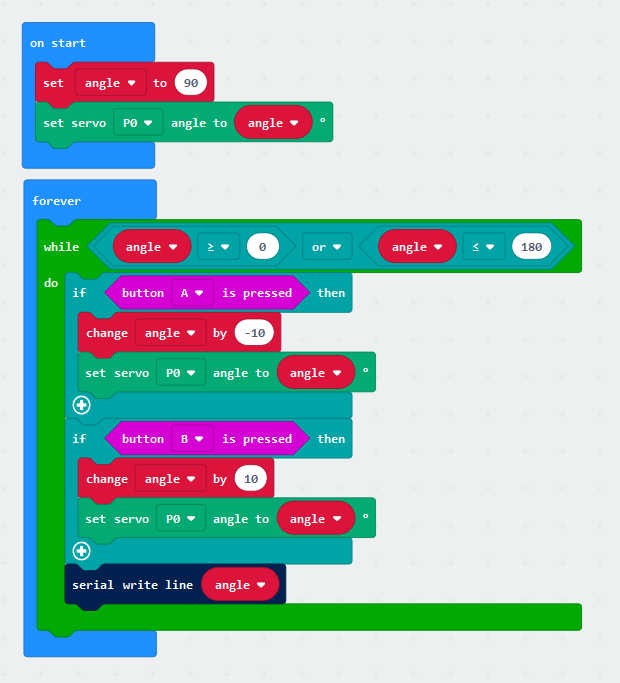 on start
set angle to 90
set servo P0 angle to angle °
forever
while angle ≥ 0 or angle ≤ 180
do
if button A is pressed then
change angle by -10
set servo P0 angle to angle °
if button B is pressed then
change angle by 10
set servo P0 angle to angle °
serial write line angle